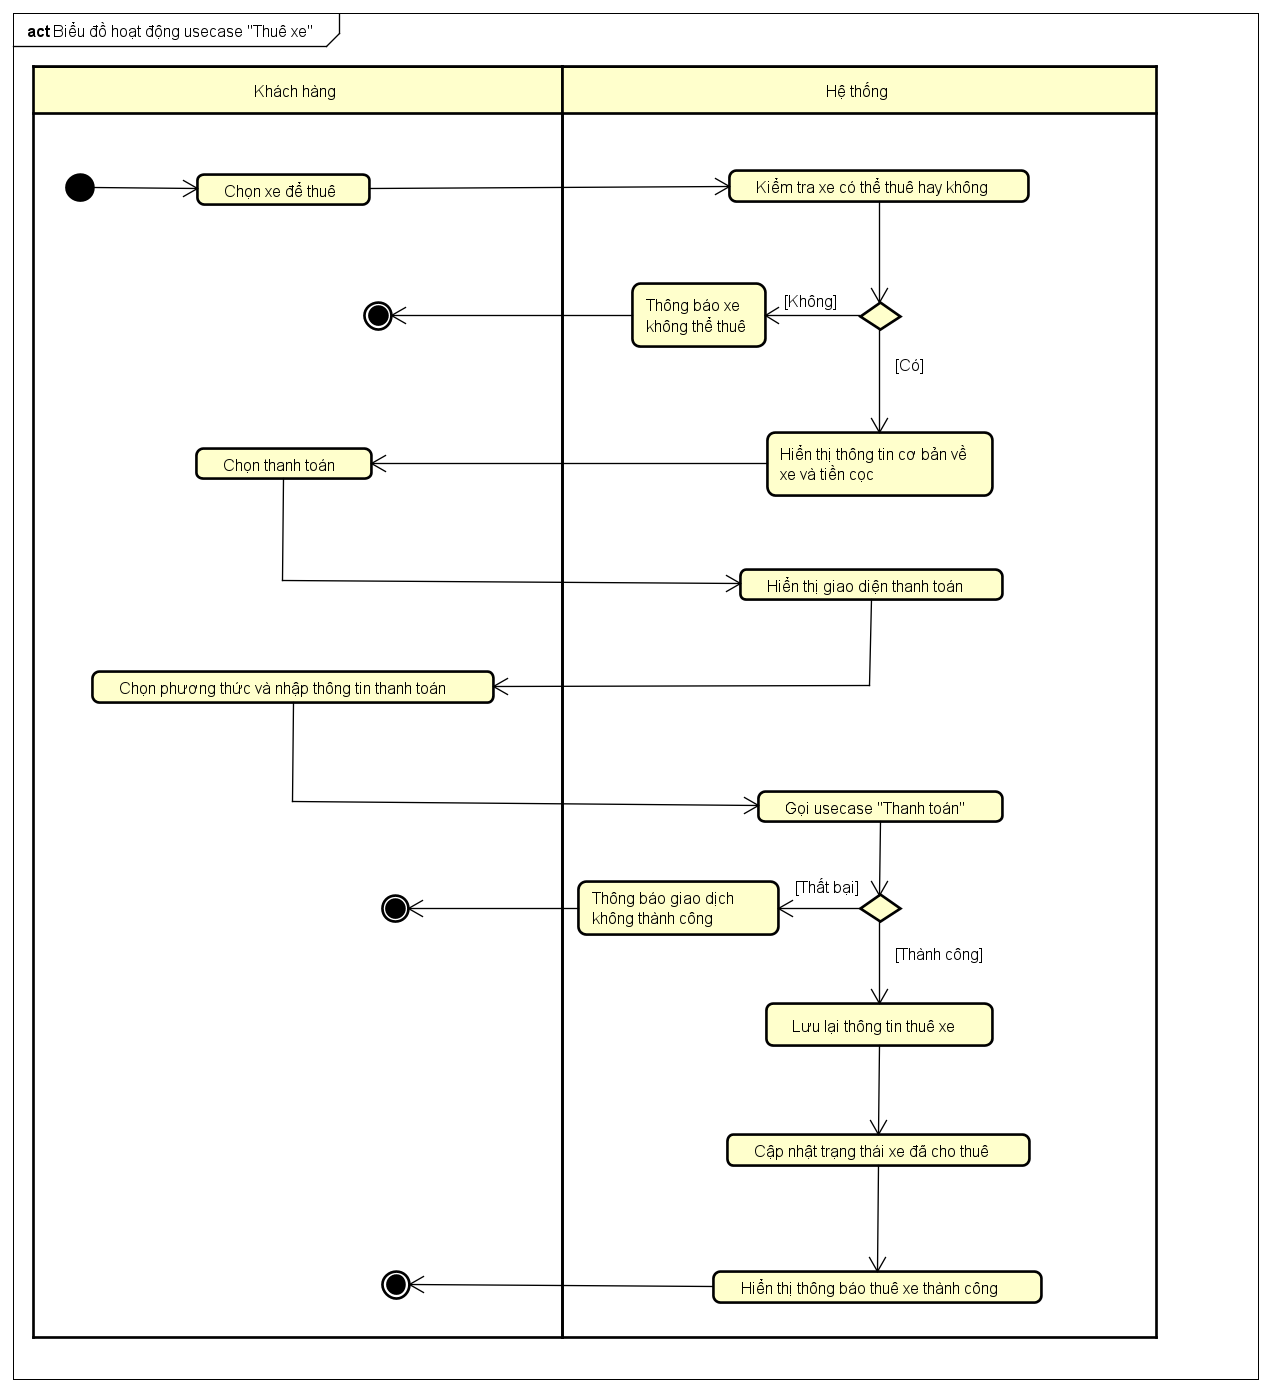 act Biểu đồ hoạt động usecase "Thuê xe"
Khách hàng
Hệ thống
Chọn xe để thuê
Kiểm tra xe có thể thuê hay không
[Không]
Thông báo xe
không thể thuê
[Có]
Hiển thị thông tin cơ bản về
xe và tiền cọc
Chọn thanh toán
Hiển thị giao diện thanh toán
Chọn phương thức và nhập thông tin thanh toán
Gọi usecase "Thanh toán"
[Thất bại]
Thông báo giao dịch
không thành công
[Thành công]
Lưu lại thông tin thuê xe
Cập nhật trạng thái xe đã cho thuê
Hiển thị thông báo thuê xe thành công